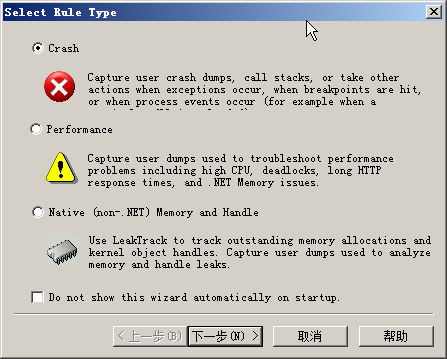 Select Rule Type
Crash
Capture user crash dumps, call stacks, or take other
actions when exceptions occur, when breakpoints are hit,
or when process events occur (for example when a
Performance
Capture user dumps used to troubleshoot performance
problems including high CPU, deadlocks, long HTTP
response times, and .NET Memory issues.
Native (non-.NET) Memory and Handle
Use LeakTrack to track outstanding memory allocations and
kernel object handles. Capture user dumps used to analyze
memory and handle leaks.
Do not show this wizard automatically on startup.
< 上一步(B) 下一步(N) > 取消 帮助